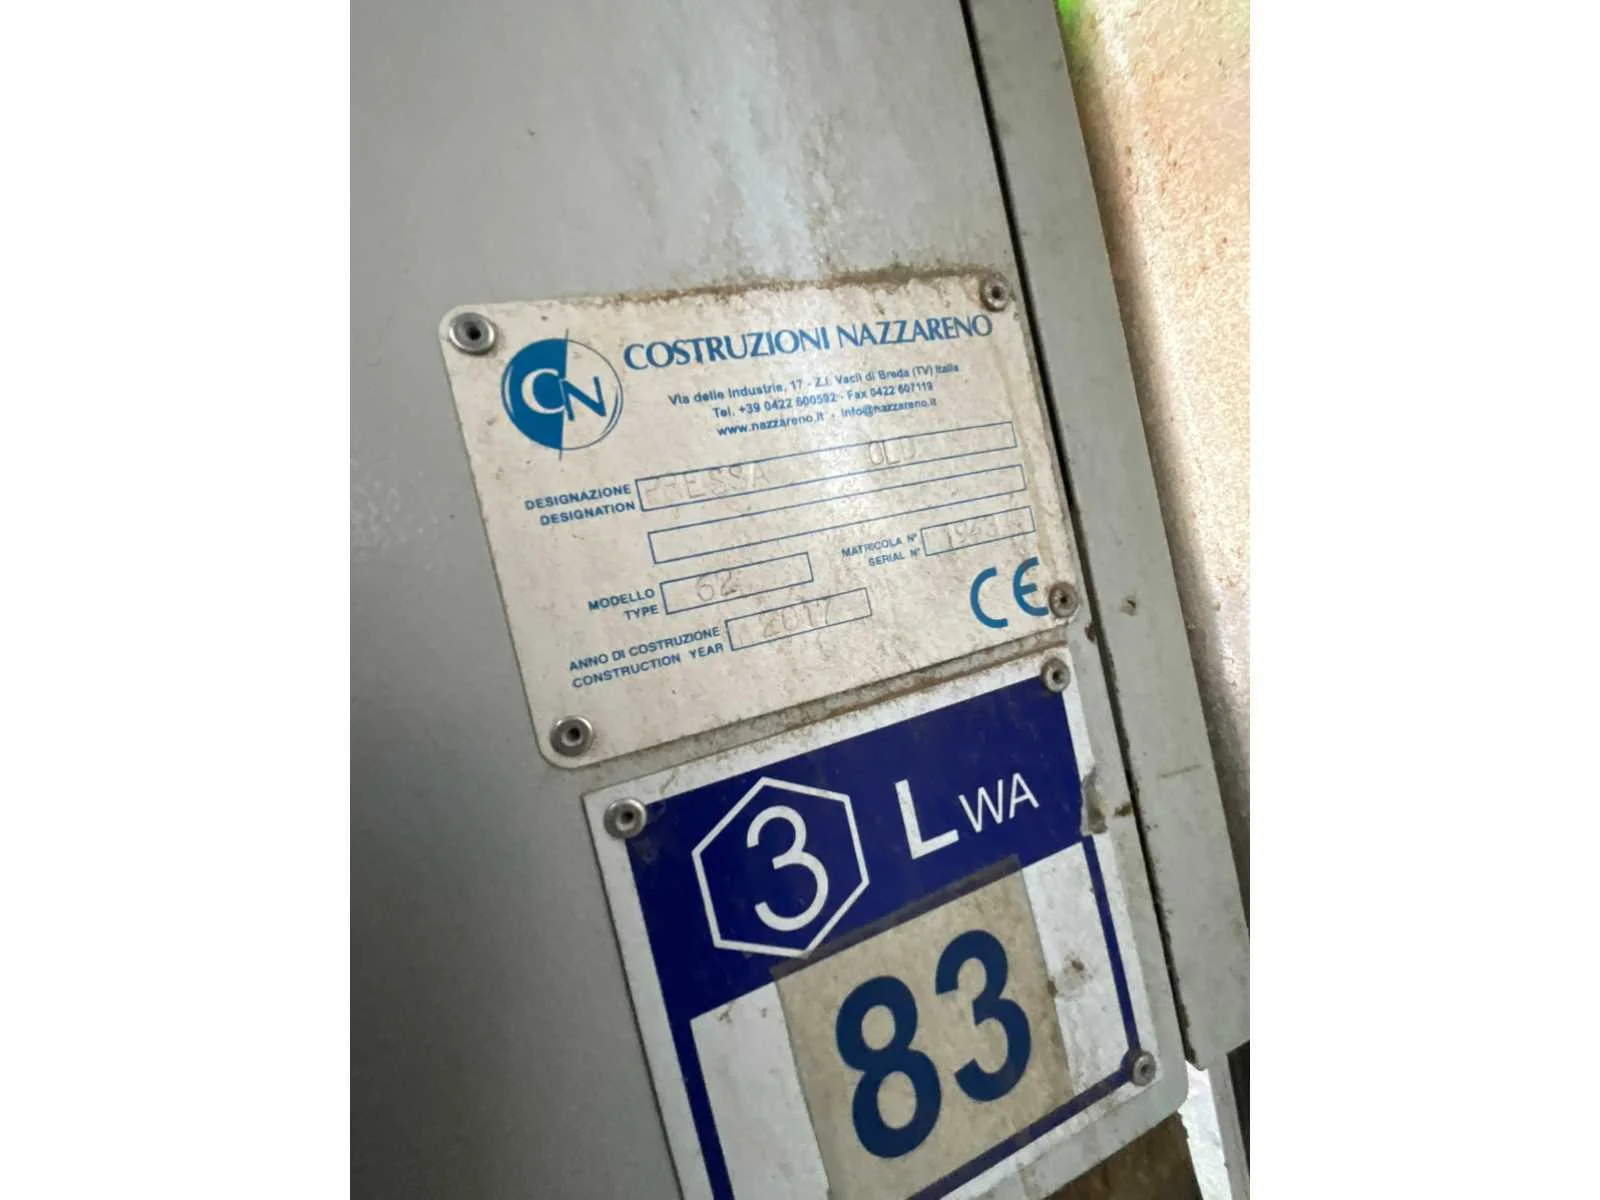 CN
COSTRUZIONI NAZZARENO
Via delle Industrie, 17 - Z.I. Vacil di Breda (TV) Italia
Tel. +39 0422 600592 - Fax 0422 607119
www.nazzareno.it - info@nazzareno.it
DESIGNAZIONE
DESIGNATION
PRESSA
MODELLO
TYPE
62
MATRICOLA N°
SERIAL N°
ANNO DI COSTRUZIONE
CONSTRUCTION YEAR
2017
CE
3 LWA
83